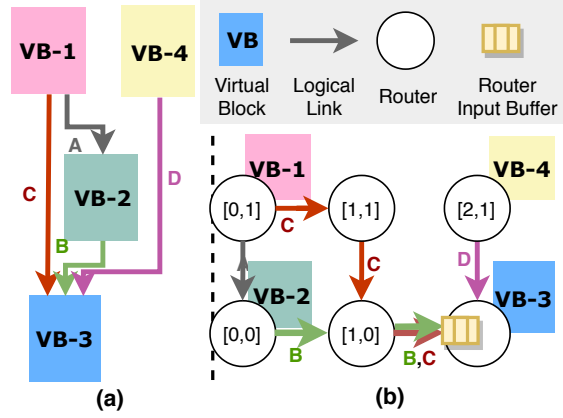 VB-1
VB-4
A
C
D
VB-2
B
VB-3
(a)
VB
Virtual Block
Logical Link
Router
Router Input Buffer
VB-1
VB-4
[0,1]
C
[1,1]
[2,1]
A
C
D
VB-2
VB-3
[0,0]
B
[1,0]
B,C
(b)